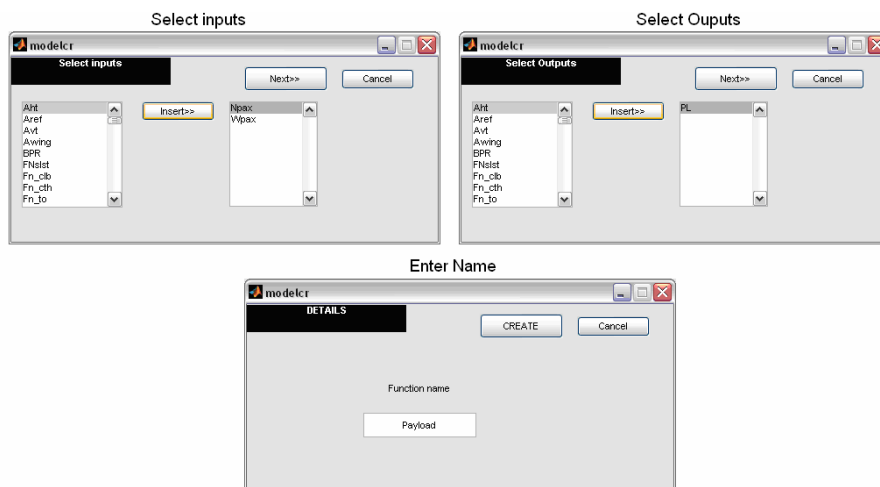 Select inputs
modelcr
Select inputs
Next>>
Cancel
Aht
Aref
Avt
Awing
BPR
FNslst
Fn_clb
Fn_cth
Fn_to
Insert>>
Npax
Wpax
Select Ouputs
modelcr
Select Outputs
Next>>
Cancel
Aht
Aref
Avt
Awing
BPR
FNslst
Fn_clb
Fn_cth
Fn_to
Insert>>
PL
Enter Name
modelcr
DETAILS
CREATE
Cancel
Function name
Payload